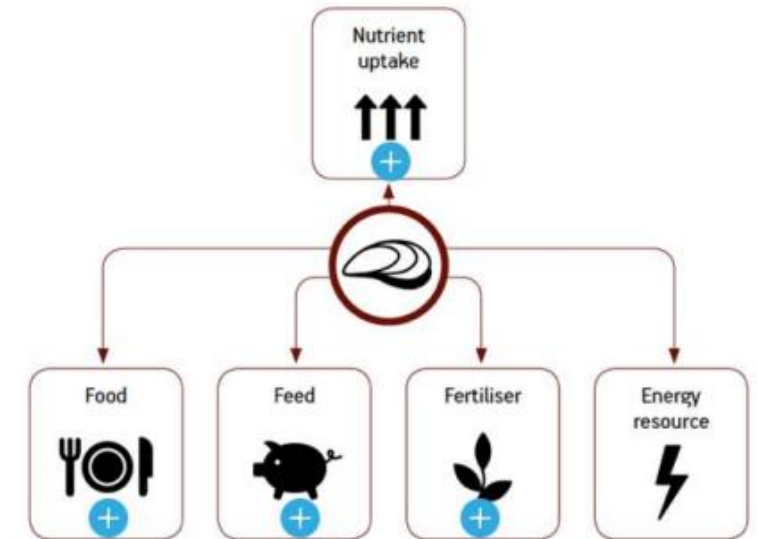 Nutrient
uptake
Food
Feed
Fertiliser
Energy
resource